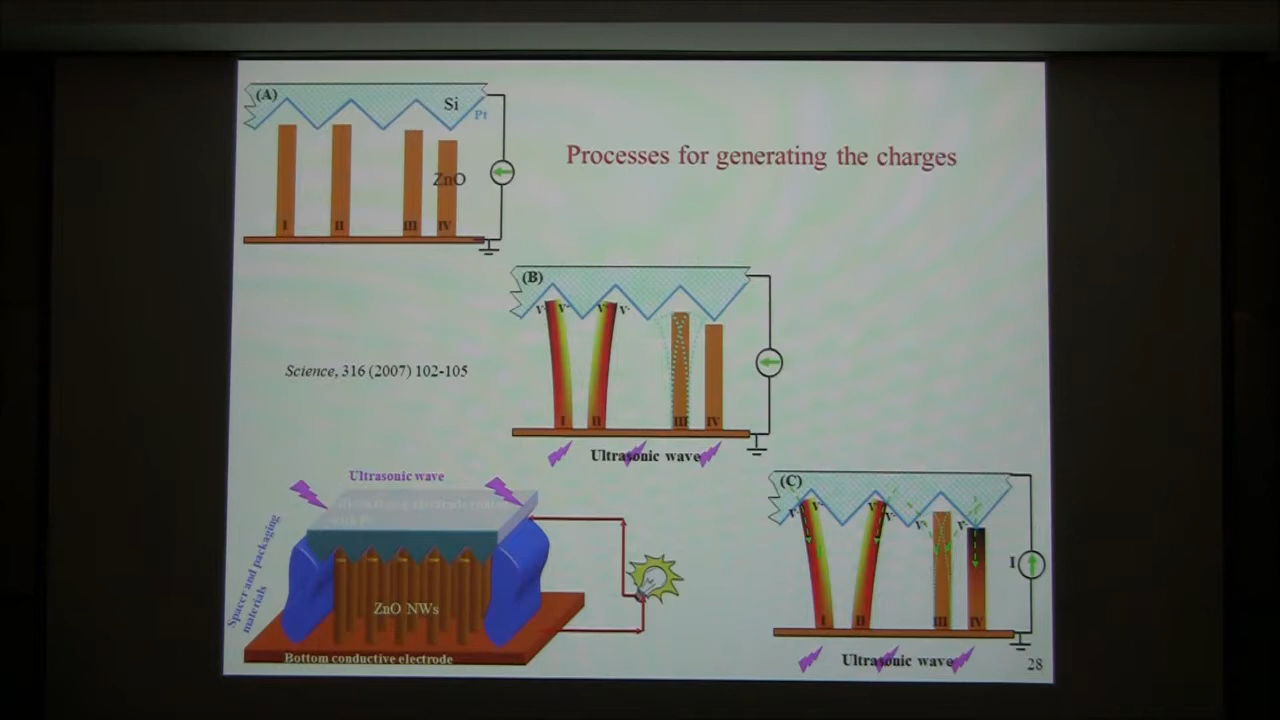 (A)
Si
Pt
ZnO
I II III IV
Processes for generating the charges
(B)
V- V- V-
I II III IV
Ultrasonic wave
Science, 316 (2007) 102-105
Ultrasonic wave
Spacer and packaging
materials
ZnO NWs
Bottom conductive electrode
(C)
V- V- V- V-
I
I II III IV
Ultrasonic wave
28